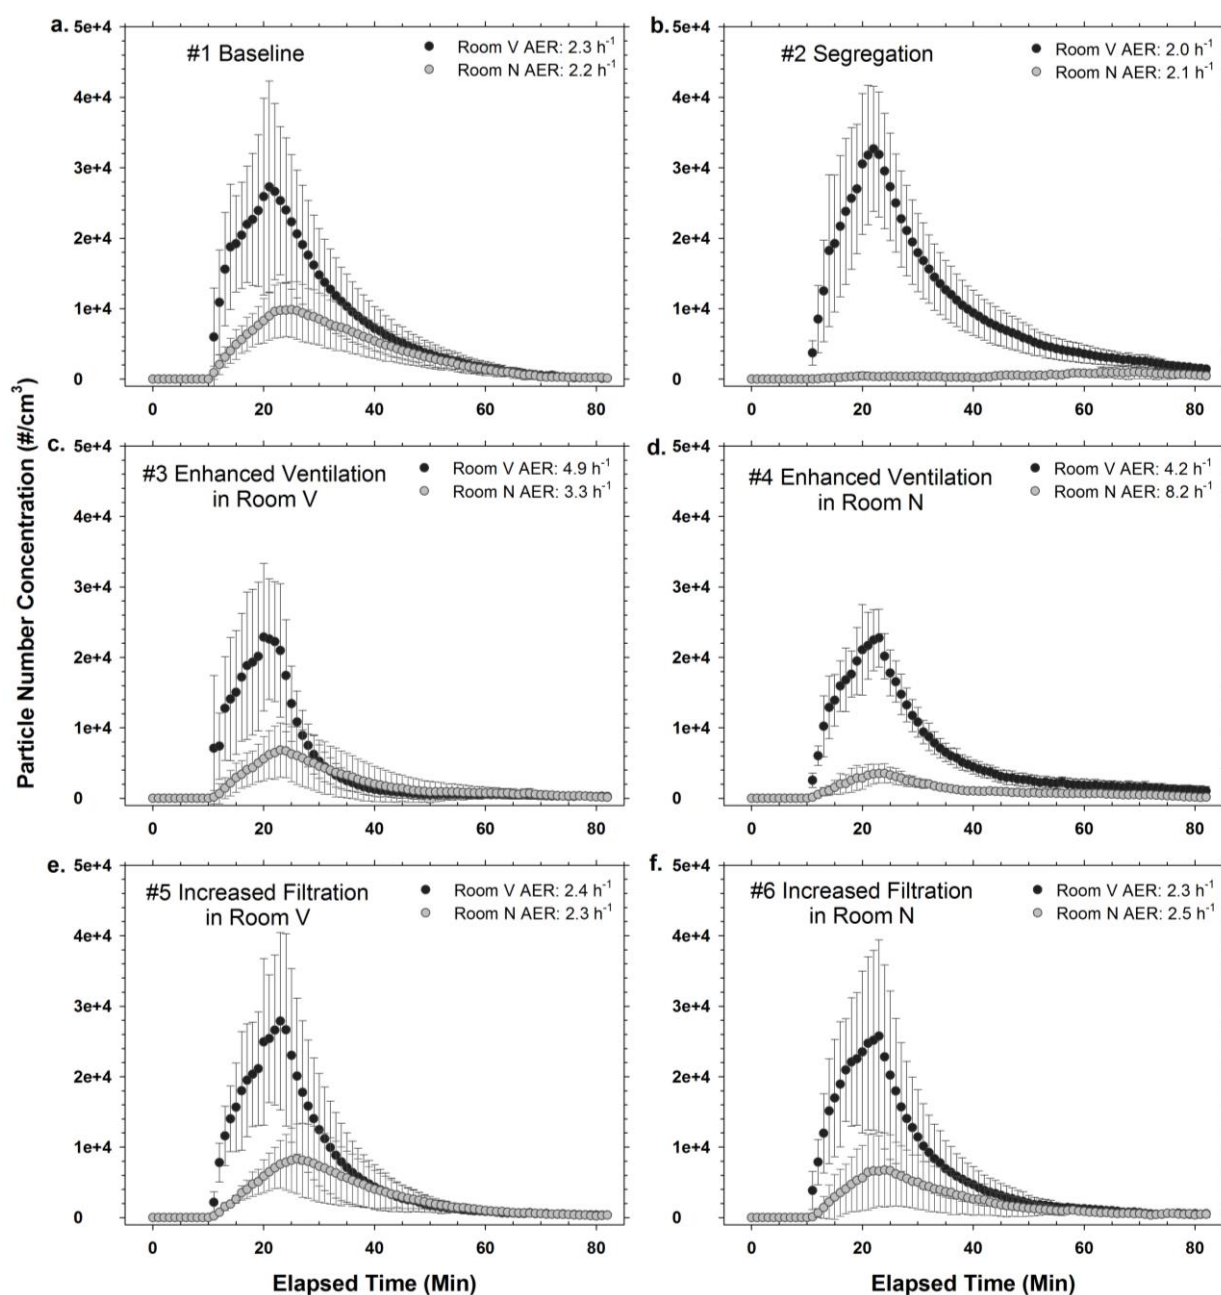 a.
#1 Baseline
Room V AER: 2.3 h⁻¹
Room N AER: 2.2 h⁻¹
5e+4
4e+4
3e+4
2e+4
1e+4
0
0 20 40 60 80
b.
#2 Segregation
Room V AER: 2.0 h⁻¹
Room N AER: 2.1 h⁻¹
5e+4
4e+4
3e+4
2e+4
1e+4
0
0 20 40 60 80
c.
#3 Enhanced Ventilation
in Room V
Room V AER: 4.9 h⁻¹
Room N AER: 3.3 h⁻¹
5e+4
4e+4
3e+4
2e+4
1e+4
0
0 20 40 60 80
d.
#4 Enhanced Ventilation
in Room N
Room V AER: 4.2 h⁻¹
Room N AER: 8.2 h⁻¹
5e+4
4e+4
3e+4
2e+4
1e+4
0
0 20 40 60 80
e.
#5 Increased Filtration
in Room V
Room V AER: 2.4 h⁻¹
Room N AER: 2.3 h⁻¹
5e+4
4e+4
3e+4
2e+4
1e+4
0
0 20 40 60 80
f.
#6 Increased Filtration
in Room N
Room V AER: 2.3 h⁻¹
Room N AER: 2.5 h⁻¹
5e+4
4e+4
3e+4
2e+4
1e+4
0
0 20 40 60 80
Particle Number Concentration (#/cm³)
Elapsed Time (Min)
Elapsed Time (Min)